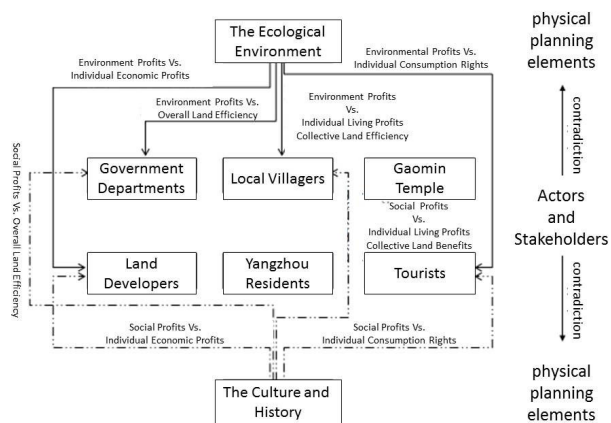 The Ecological
Environment
physical
planning
elements
Environment Profits Vs.
Individual Economic Profits
Environmental Profits Vs.
Individual Consumption Rights
Environment Profits Vs.
Overall Land Efficiency
Environment Profits
Vs.
Individual Living Profits
Collective Land Efficiency
contradiction
Social Profits Vs. Overall Land
Efficiency
Government
Departments
Local Villagers
Gaomin
Temple
Social Profits
Vs.
Individual Living Profits
Collective Land Benefits
Actors
and
Stakeholders
Land
Developers
Yangzhou
Residents
Tourists
contradiction
Social Profits Vs.
Individual Economic Profits
Social Profits Vs.
Individual Consumption Rights
The Culture and
History
physical
planning
elements